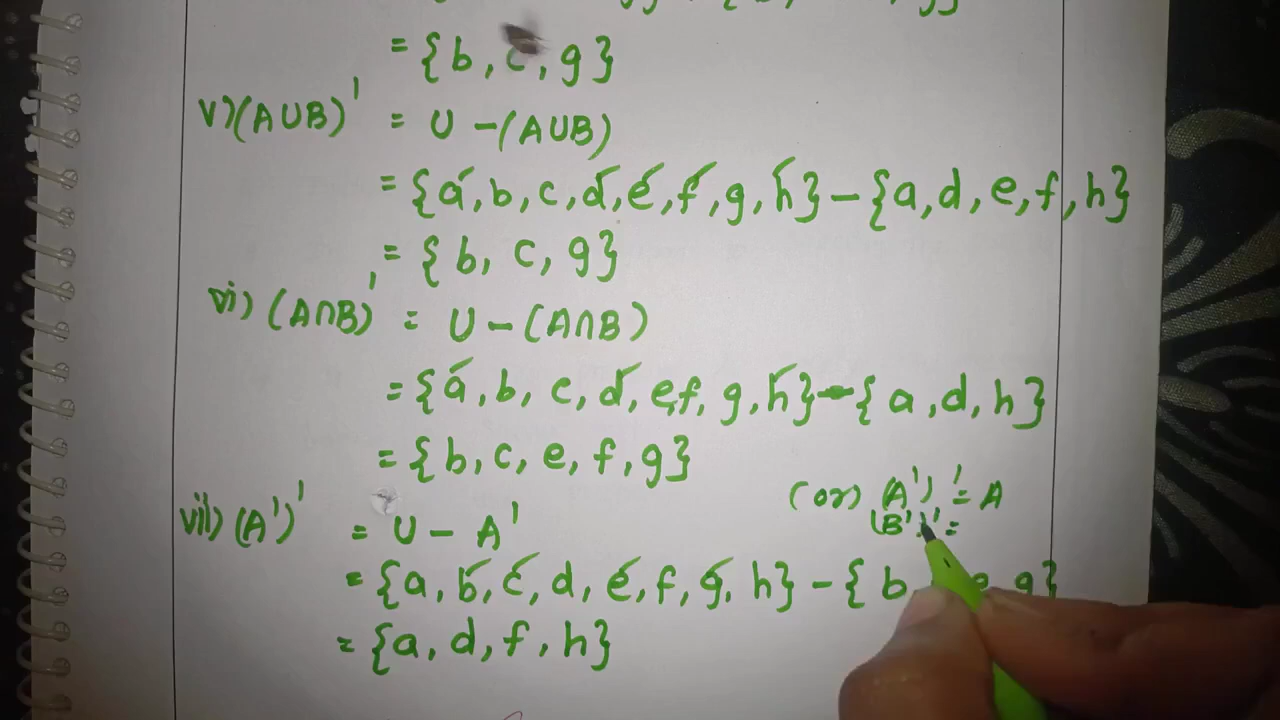 = {b, c, g}
v) (A∪B)' = U - (A∪B)
= {a, b, c, d, e, f, g, h} - {a, d, e, f, h}
= {b, c, g}
vi) (A∩B)' = U - (A∩B)
= {a, b, c, d, e, f, g, h} - {a, d, h}
= {b, c, e, f, g}
(or) (A')' = A
(B')' =
vii) (A')' = U - A'
= {a, b, c, d, e, f, g, h} - { b, e, g}
= {a, d, f, h}